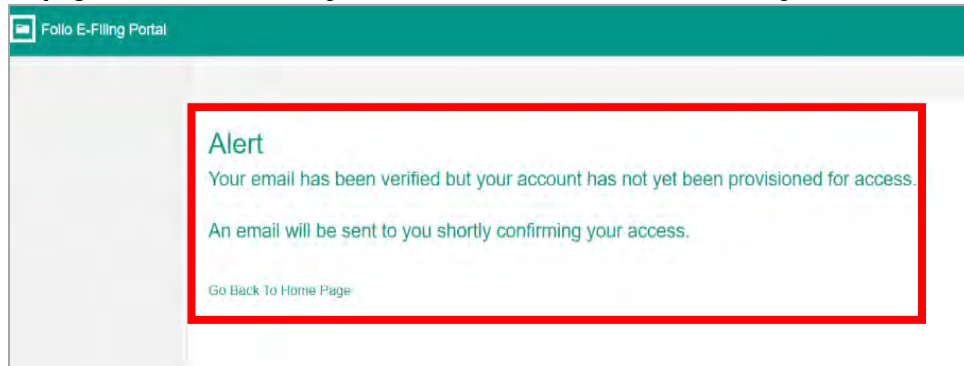 Folio E-Filing Portal
Alert
Your email has been verified but your account has not yet been provisioned for access.
An email will be sent to you shortly confirming your access.
Go Back To Home Page